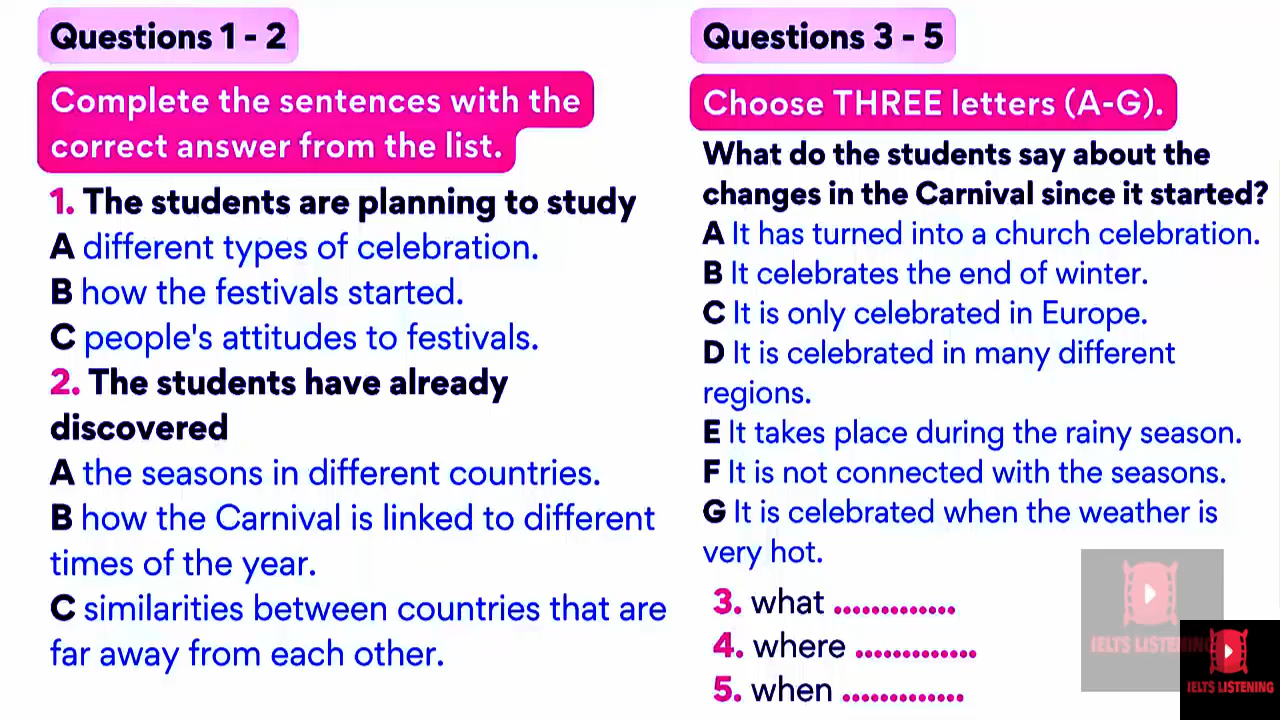 Questions 1 - 2
Complete the sentences with the
correct answer from the list.
1. The students are planning to study
A different types of celebration.
B how the festivals started.
C people's attitudes to festivals.
2. The students have already
discovered
A the seasons in different countries.
B how the Carnival is linked to different
times of the year.
C similarities between countries that are
far away from each other.
Questions 3 - 5
Choose THREE letters (A-G).
What do the students say about the
changes in the Carnival since it started?
A It has turned into a church celebration.
B It celebrates the end of winter.
C It is only celebrated in Europe.
D It is celebrated in many different
regions.
E It takes place during the rainy season.
F It is not connected with the seasons.
G It is celebrated when the weather is
very hot.
3. what .............
4. where .............
5. when .............
IELTS LISTENING
IELTS LISTENING